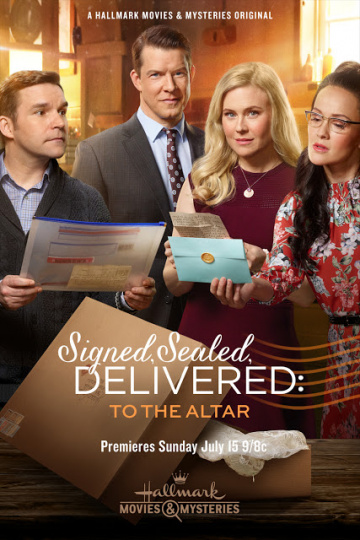 A HALLMARK MOVIES & MYSTERIES ORIGINAL
Signed, Sealed,
DELIVERED:
TO THE ALTAR
Premieres Sunday July 15 9/8c
Hallmark
MOVIES & MYSTERIES